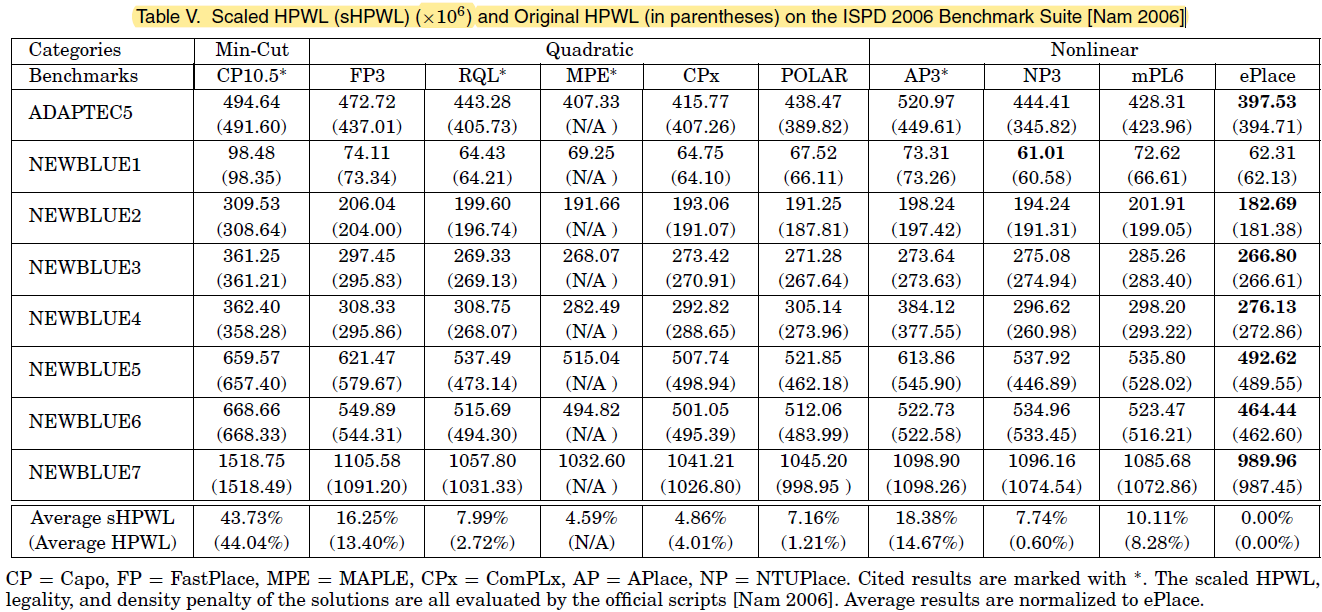 Table V. Scaled HPWL (sHPWL) (×10⁶) and Original HPWL (in parentheses) on the ISPD 2006 Benchmark Suite [Nam 2006]
Categories Min-Cut Quadratic Nonlinear
Benchmarks CP10.5* FP3 RQL* MPE* CPx POLAR AP3* NP3 mPL6 ePlace
ADAPTEC5 494.64 472.72 443.28 407.33 415.77 438.47 520.97 444.41 428.31 397.53
(491.60) (437.01) (405.73) (N/A ) (407.26) (389.82) (449.61) (345.82) (423.96) (394.71)
NEWBLUE1 98.48 74.11 64.43 69.25 64.75 67.52 73.31 61.01 72.62 62.31
(98.35) (73.34) (64.21) (N/A ) (64.10) (66.11) (73.26) (60.58) (66.61) (62.13)
NEWBLUE2 309.53 206.04 199.60 191.66 193.06 191.25 198.24 194.24 201.91 182.69
(308.64) (204.00) (196.74) (N/A ) (191.07) (187.81) (197.42) (191.31) (199.05) (181.38)
NEWBLUE3 361.25 297.45 269.33 268.07 273.42 271.28 273.64 275.08 285.26 266.80
(361.21) (295.83) (269.13) (N/A ) (270.91) (267.64) (273.63) (274.94) (283.40) (266.61)
NEWBLUE4 362.40 308.33 308.75 282.49 292.82 305.14 384.12 296.62 298.20 276.13
(358.28) (295.86) (268.07) (N/A ) (288.65) (273.96) (377.55) (260.98) (293.22) (272.86)
NEWBLUE5 659.57 621.47 537.49 515.04 507.74 521.85 613.86 537.92 535.80 492.62
(657.40) (579.67) (473.14) (N/A ) (498.94) (462.18) (545.90) (446.89) (528.02) (489.55)
NEWBLUE6 668.66 549.89 515.69 494.82 501.05 512.06 522.73 534.96 523.47 464.44
(668.33) (544.31) (494.30) (N/A ) (495.39) (483.99) (522.58) (533.45) (516.21) (462.60)
NEWBLUE7 1518.75 1105.58 1057.80 1032.60 1041.21 1045.20 1098.90 1096.16 1085.68 989.96
(1518.49) (1091.20) (1031.33) (N/A ) (1026.80) (998.95 ) (1098.26) (1074.54) (1072.86) (987.45)
Average sHPWL 43.73% 16.25% 7.99% 4.59% 4.86% 7.16% 18.38% 7.74% 10.11% 0.00%
(Average HPWL) (44.04%) (13.40%) (2.72%) (N/A) (4.01%) (1.21%) (14.67%) (0.60%) (8.28%) (0.00%)
CP = Capo, FP = FastPlace, MPE = MAPLE, CPx = ComPLx, AP = APlace, NP = NTUPlace. Cited results are marked with *. The scaled HPWL,
legality, and density penalty of the solutions are all evaluated by the official scripts [Nam 2006]. Average results are normalized to ePlace.